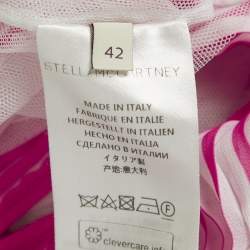 42
STELLA McCARTNEY
MADE IN ITALY
FABRIQUE EN ITALIE
HERGESTELLT IN ITALIEN
HECHO EN ITALIA
СДЕЛАНО В ИТАЛИИ
イタリア製
产地:意大利
clevercare.info